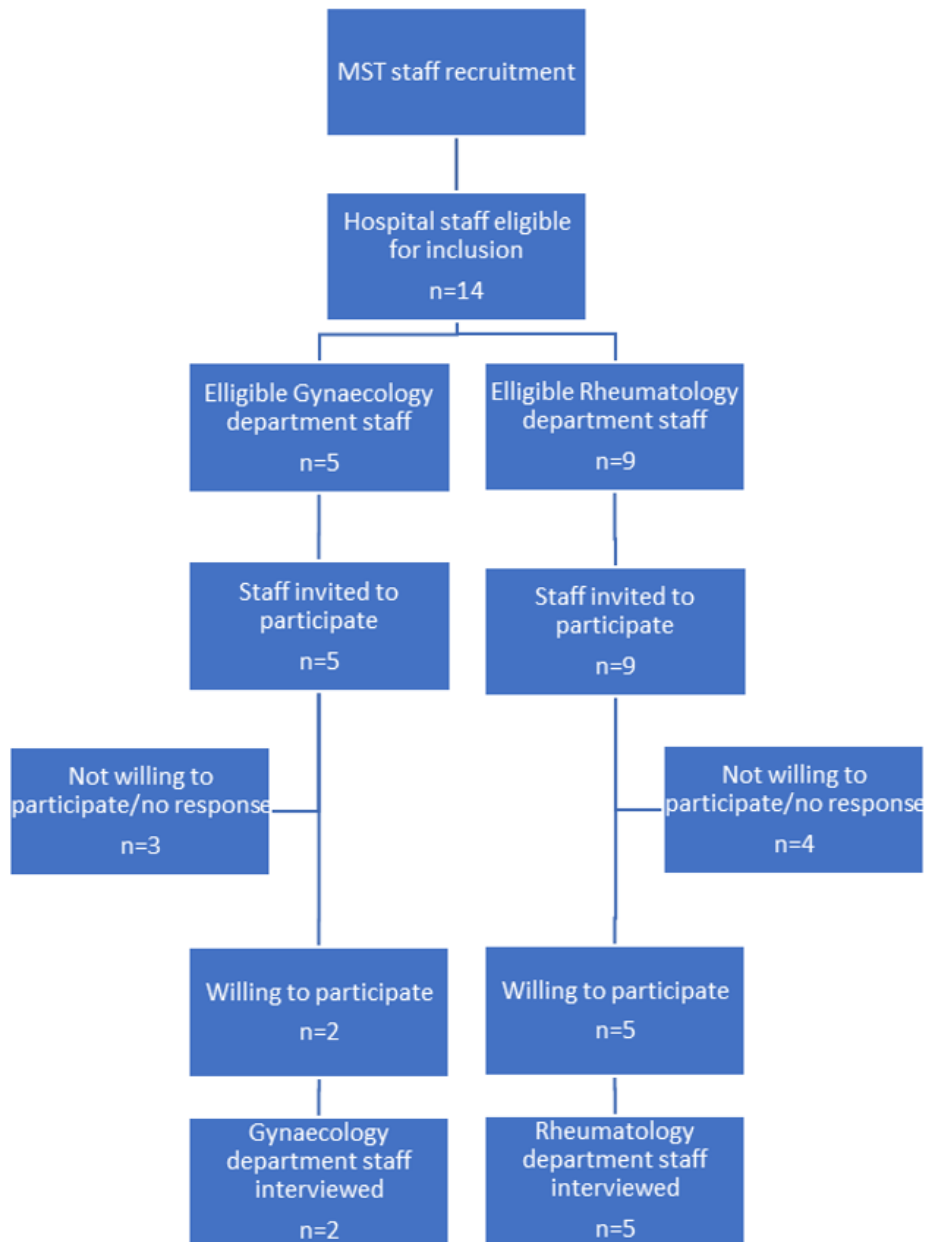 MST staff recruitment
Hospital staff eligible
for inclusion
n=14
Elligible Gynaecology
department staff
n=5
Elligible Rheumatology
department staff
n=9
Staff invited to
participate
n=5
Staff invited to
participate
n=9
Not willing to
participate/no response
n=3
Not willing to
participate/no response
n=4
Willing to participate
n=2
Willing to participate
n=5
Gynaecology
department staff
interviewed
n=2
Rheumatology
department staff
interviewed
n=5